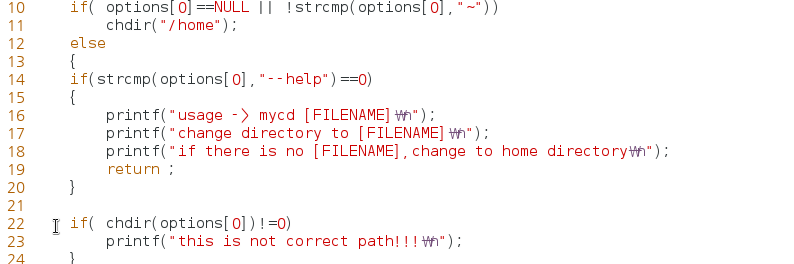 10 if( options[0]==NULL || !strcmp(options[0],"~"))
11 chdir("/home");
12 else
13 {
14 if(strcmp(options[0],"--help")==0)
15 {
16 printf("usage -> mycd [FILENAME]₩n");
17 printf("change directory to [FILENAME]₩n");
18 printf("if there is no [FILENAME],change to home directory₩n");
19 return ;
20 }
21
22 if( chdir(options[0])!=0)
23 printf("this is not correct path!!!₩n");
24 }